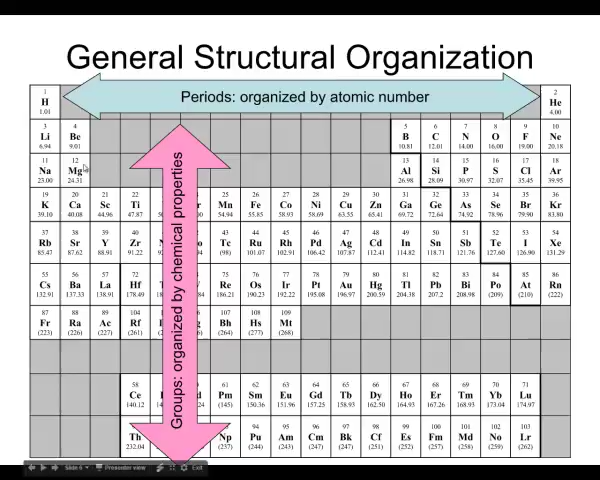 General Structural Organization
Periods: organized by atomic number
Groups: organized by chemical properties
1 2
H He
1.01 4.00
3 4 5 6 7 8 9 10
Li Be B C N O F Ne
6.94 9.01 10.81 12.01 14.00 16.00 19.00 20.18
11 12 13 14 15 16 17 18
Na Mg Al Si P S Cl Ar
23.00 24.31 26.98 28.09 30.97 32.07 35.45 39.95
19 20 21 22 25 26 27 28 29 30 31 32 33 34 35 36
K Ca Sc Ti Mn Fe Co Ni Cu Zn Ga Ge As Se Br Kr
39.10 40.08 44.96 47.87 54.94 55.85 58.93 58.69 63.55 65.41 69.72 72.64 74.92 78.96 79.90 83.80
37 38 39 40 43 44 45 46 47 48 49 50 51 52 53 54
Rb Sr Y Zr Tc Ru Rh Pd Ag Cd In Sn Sb Te I Xe
85.47 87.62 88.91 91.22 (98) 101.07 102.91 106.42 107.87 112.41 114.82 118.71 121.76 127.60 126.90 131.29
55 56 71 72 75 76 77 78 79 80 81 82 83 84 85 86
Cs Ba La Hf Re Os Ir Pt Au Hg Tl Pb Bi Po At Rn
132.91 137.33 138.91 178.49 186.21 190.23 192.22 195.08 196.97 200.59 204.38 207.2 208.98 (209) (210) (222)
87 88 89 104 107 108 109
Fr Ra Ac Rf Bh Hs Mt
(223) (226) (227) (261) (264) (277) (268)
58 61 62 63 64 65 66 67 68 69 70 71
Ce Pm Sm Eu Gd Tb Dy Ho Er Tm Yb Lu
140.12 (145) 150.36 151.96 157.25 158.93 162.50 164.93 167.26 168.93 173.04 174.97
90 94 95 96 97 98 99 100 101 102 103
Th Np Pu Am Cm Bk Cf Es Fm Md No Lr
232.04 (237) (244) (243) (247) (247) (251) (252) (257) (258) (259) (262)
Slide 6 Presenter view Exit